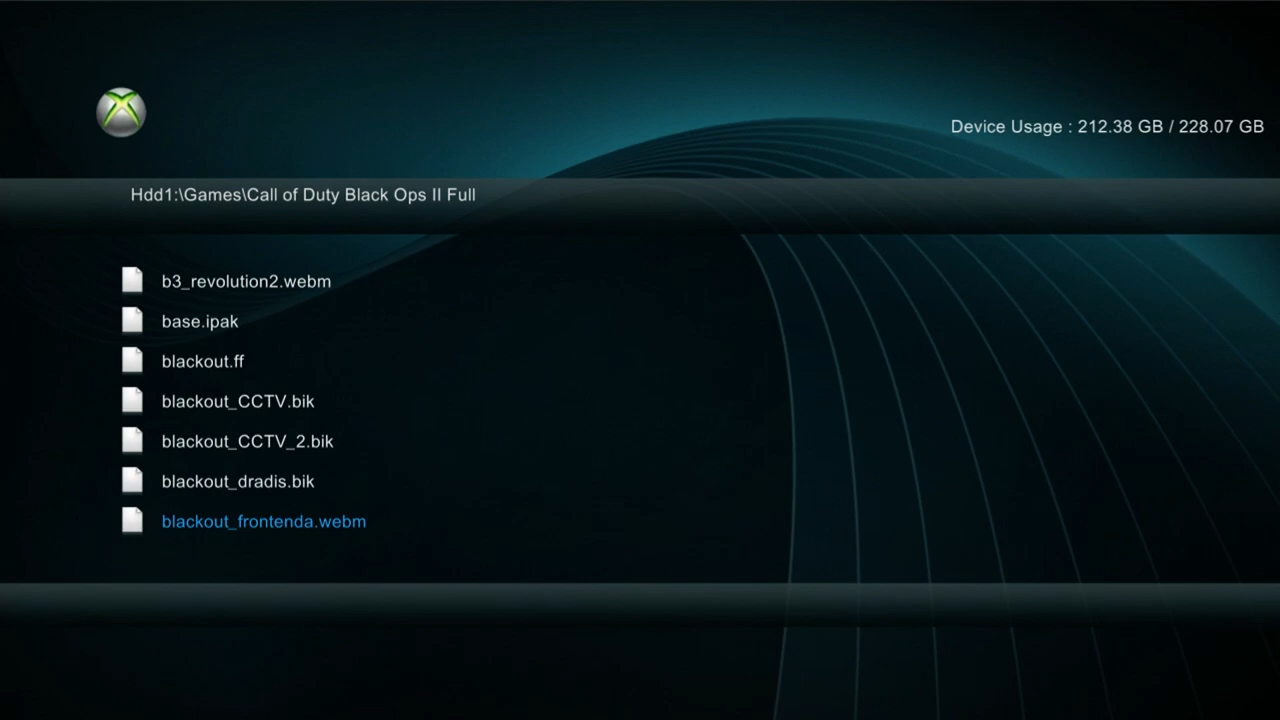 Device Usage : 212.38 GB / 228.07 GB
Hdd1:\Games\Call of Duty Black Ops II Full
b3_revolution2.webm
base.ipak
blackout.ff
blackout_CCTV.bik
blackout_CCTV_2.bik
blackout_dradis.bik
blackout_frontenda.webm